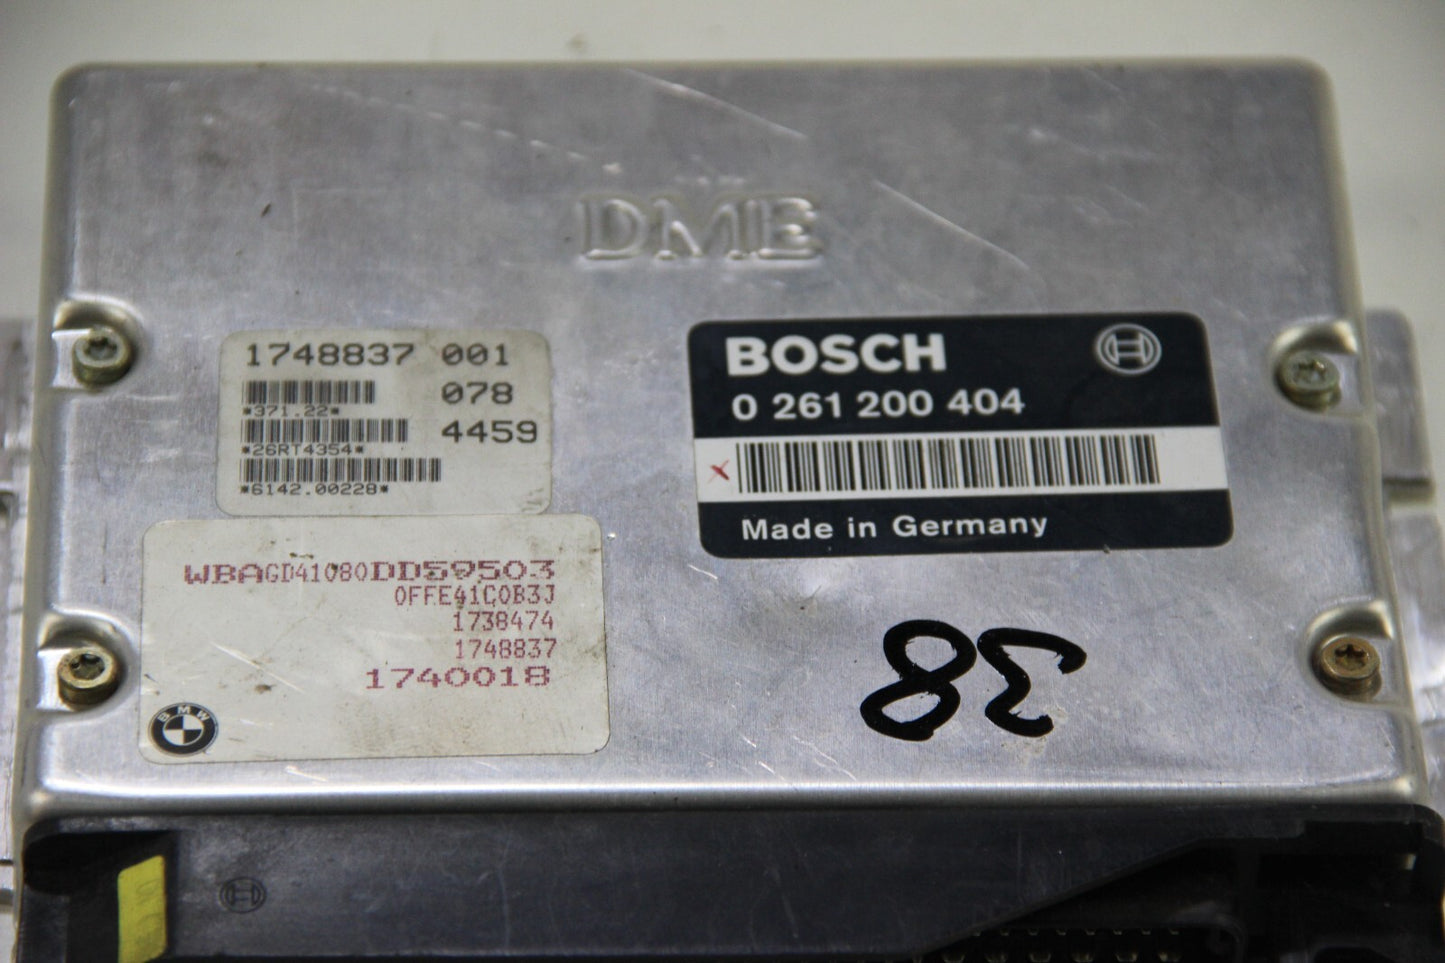 DME
1748837 001
078
*371.22*
4459
*26RT4354*
*6142.00228*
BOSCH
0 261 200 404
X
Made in Germany
WBAGD41080DD59503
0FFE41C0B3J
1738474
1748837
1740018
BMW
38